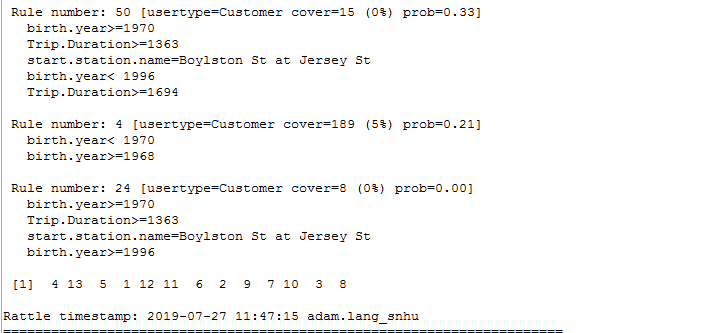 Rule number: 50 [usertype=Customer cover=15 (0%) prob=0.33]
birth.year>=1970
Trip.Duration>=1363
start.station.name=Boylston St at Jersey St
birth.year< 1996
Trip.Duration>=1694
Rule number: 4 [usertype=Customer cover=189 (5%) prob=0.21]
birth.year< 1970
birth.year>=1968
Rule number: 24 [usertype=Customer cover=8 (0%) prob=0.00]
birth.year>=1970
Trip.Duration>=1363
start.station.name=Boylston St at Jersey St
birth.year>=1996
[1]  4 13  5  1 12 11  6  2  9  7 10  3  8
Rattle timestamp: 2019-07-27 11:47:15 adam.lang_snhu
======================================================================